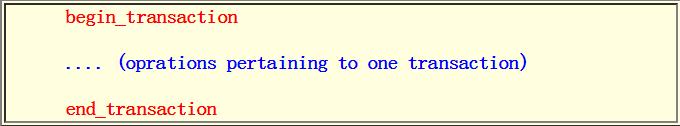 begin_transaction
.... (oprations pertaining to one transaction)
end_transaction